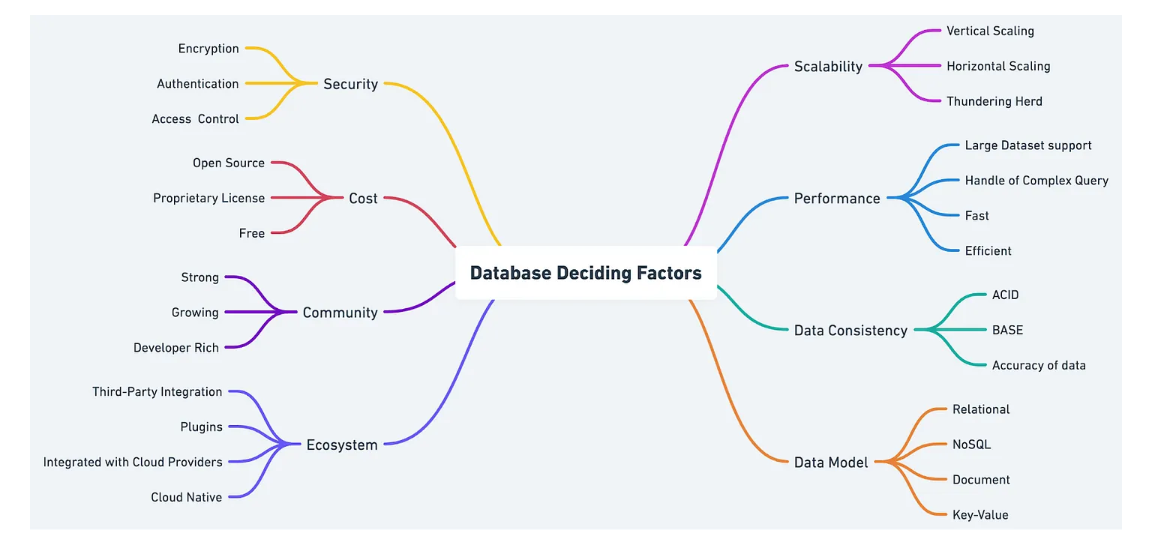 Database Deciding Factors
Security
Encryption
Authentication
Access Control
Cost
Open Source
Proprietary License
Free
Community
Strong
Growing
Developer Rich
Ecosystem
Third-Party Integration
Plugins
Integrated with Cloud Providers
Cloud Native
Scalability
Vertical Scaling
Horizontal Scaling
Thundering Herd
Performance
Large Dataset support
Handle of Complex Query
Fast
Efficient
Data Consistency
ACID
BASE
Accuracy of data
Data Model
Relational
NoSQL
Document
Key-Value